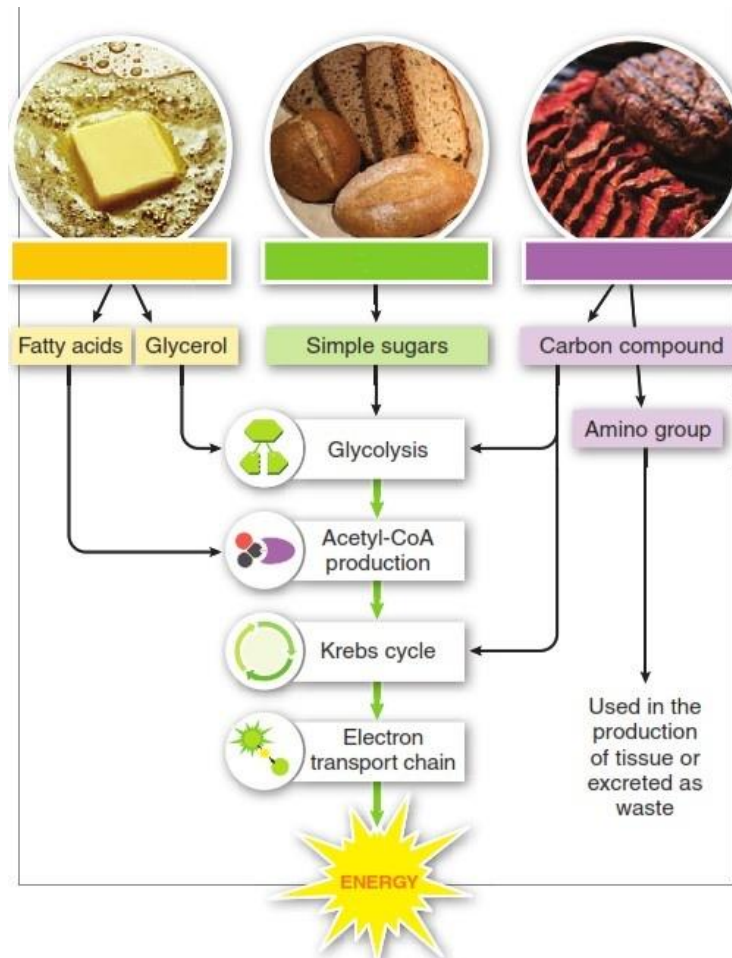 Fatty acids
Glycerol
Simple sugars
Carbon compound
Glycolysis
Amino group
Acetyl-CoA
production
Krebs cycle
Electron
transport chain
Used in the
production
of tissue or
excreted as
waste
ENERGY